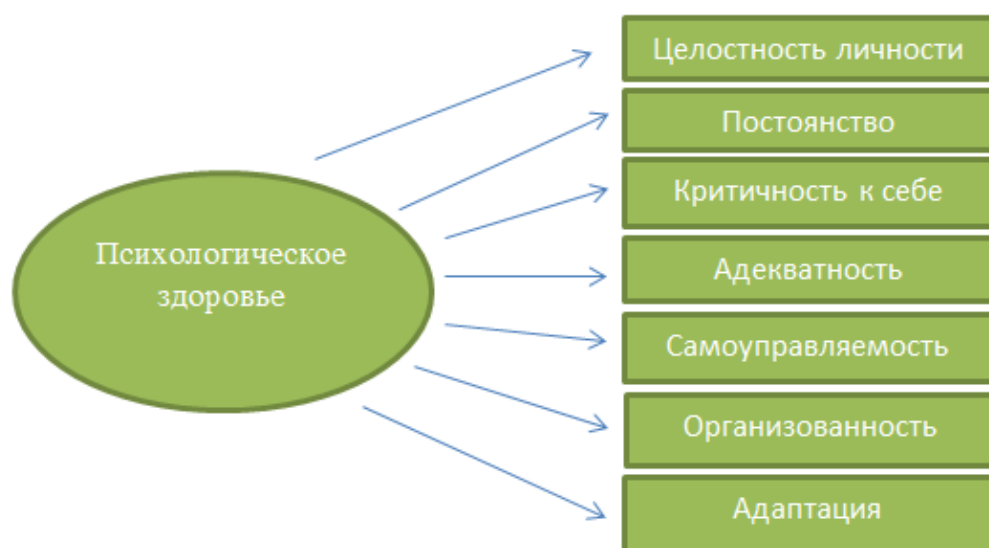 Психологическое
здоровье
Целостность личности
Постоянство
Критичность к себе
Адекватность
Самоуправляемость
Организованность
Адаптация